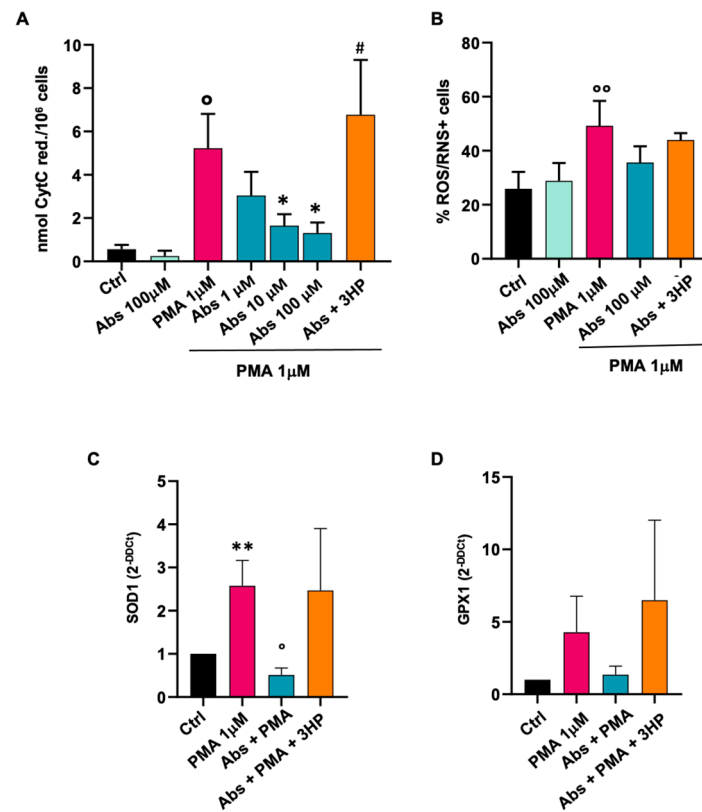 A
nmol CytC red./10⁶ cells
10
8
6
4
2
0
o
*
*
#
Ctrl
Abs 100μM
PMA 1μM
Abs 1 μM
Abs 10 μM
Abs 100 μM
Abs + 3HP
PMA 1μM
B
% ROS/RNS+ cells
80
60
40
20
0
oo
Ctrl
Abs 100μM
PMA 1μM
Abs 100 μM
Abs + 3HP
PMA 1μM
C
SOD1 (2⁻ᴰᴰᶜᵗ)
5
4
3
2
1
0
**
o
Ctrl
PMA 1μM
Abs + PMA
Abs + PMA + 3HP
D
GPX1 (2⁻ᴰᴰᶜᵗ)
15
10
5
0
Ctrl
PMA 1μM
Abs + PMA
Abs + PMA + 3HP